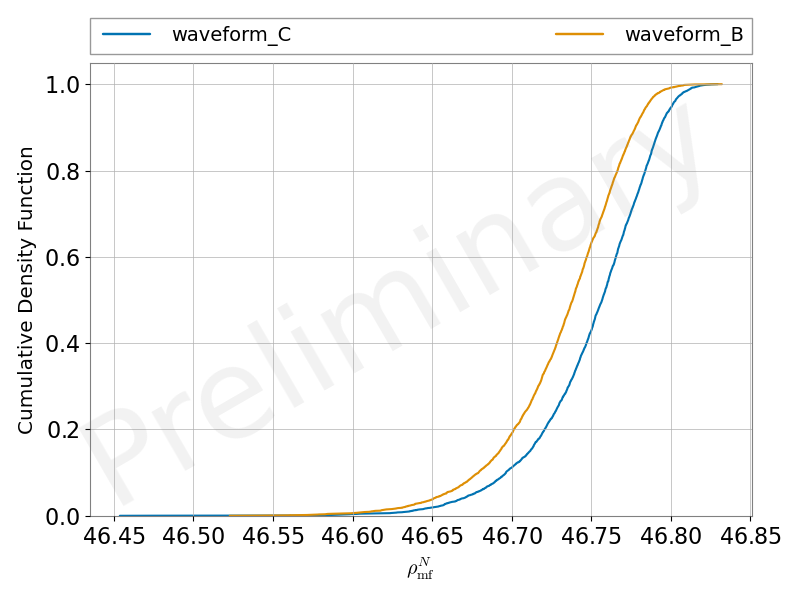 waveform_C waveform_B
1.0
0.8
0.6
0.4
0.2
0.0
Cumulative Density Function
Preliminary
46.45 46.50 46.55 46.60 46.65 46.70 46.75 46.80 46.85
ρ_mf^N